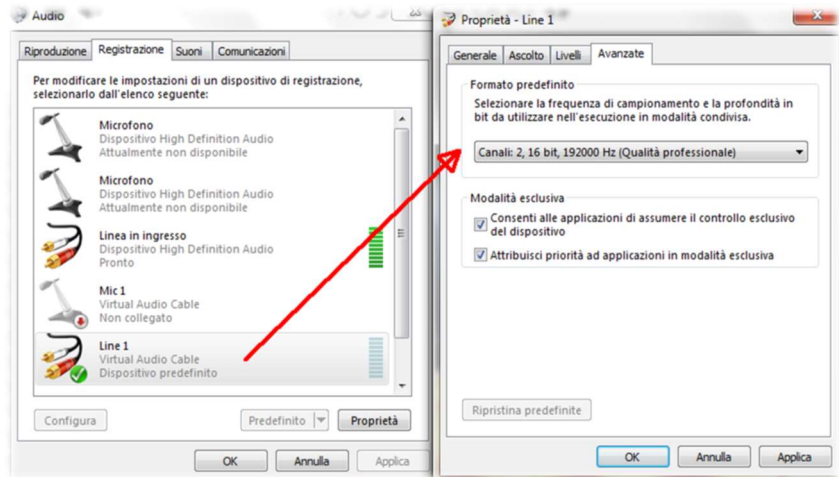 Audio
Riproduzione
Registrazione
Suoni
Comunicazioni
Per modificare le impostazioni di un dispositivo di registrazione,
selezionarlo dall'elenco seguente:
Microfono
Dispositivo High Definition Audio
Attualmente non disponibile
Microfono
Dispositivo High Definition Audio
Attualmente non disponibile
Linea in ingresso
Dispositivo High Definition Audio
Pronto
Mic 1
Virtual Audio Cable
Non collegato
Line 1
Virtual Audio Cable
Dispositivo predefinito
Configura
Predefinito
Proprietà
OK
Annulla
Applica
Proprietà - Line 1
Generale
Ascolto
Livelli
Avanzate
Formato predefinito
Selezionare la frequenza di campionamento e la profondità in
bit da utilizzare nell'esecuzione in modalità condivisa.
Canali: 2, 16 bit, 192000 Hz (Qualità professionale)
Modalità esclusiva
Consenti alle applicazioni di assumere il controllo esclusivo
del dispositivo
Attribuisci priorità ad applicazioni in modalità esclusiva
Ripristina predefinite
OK
Annulla
Applica